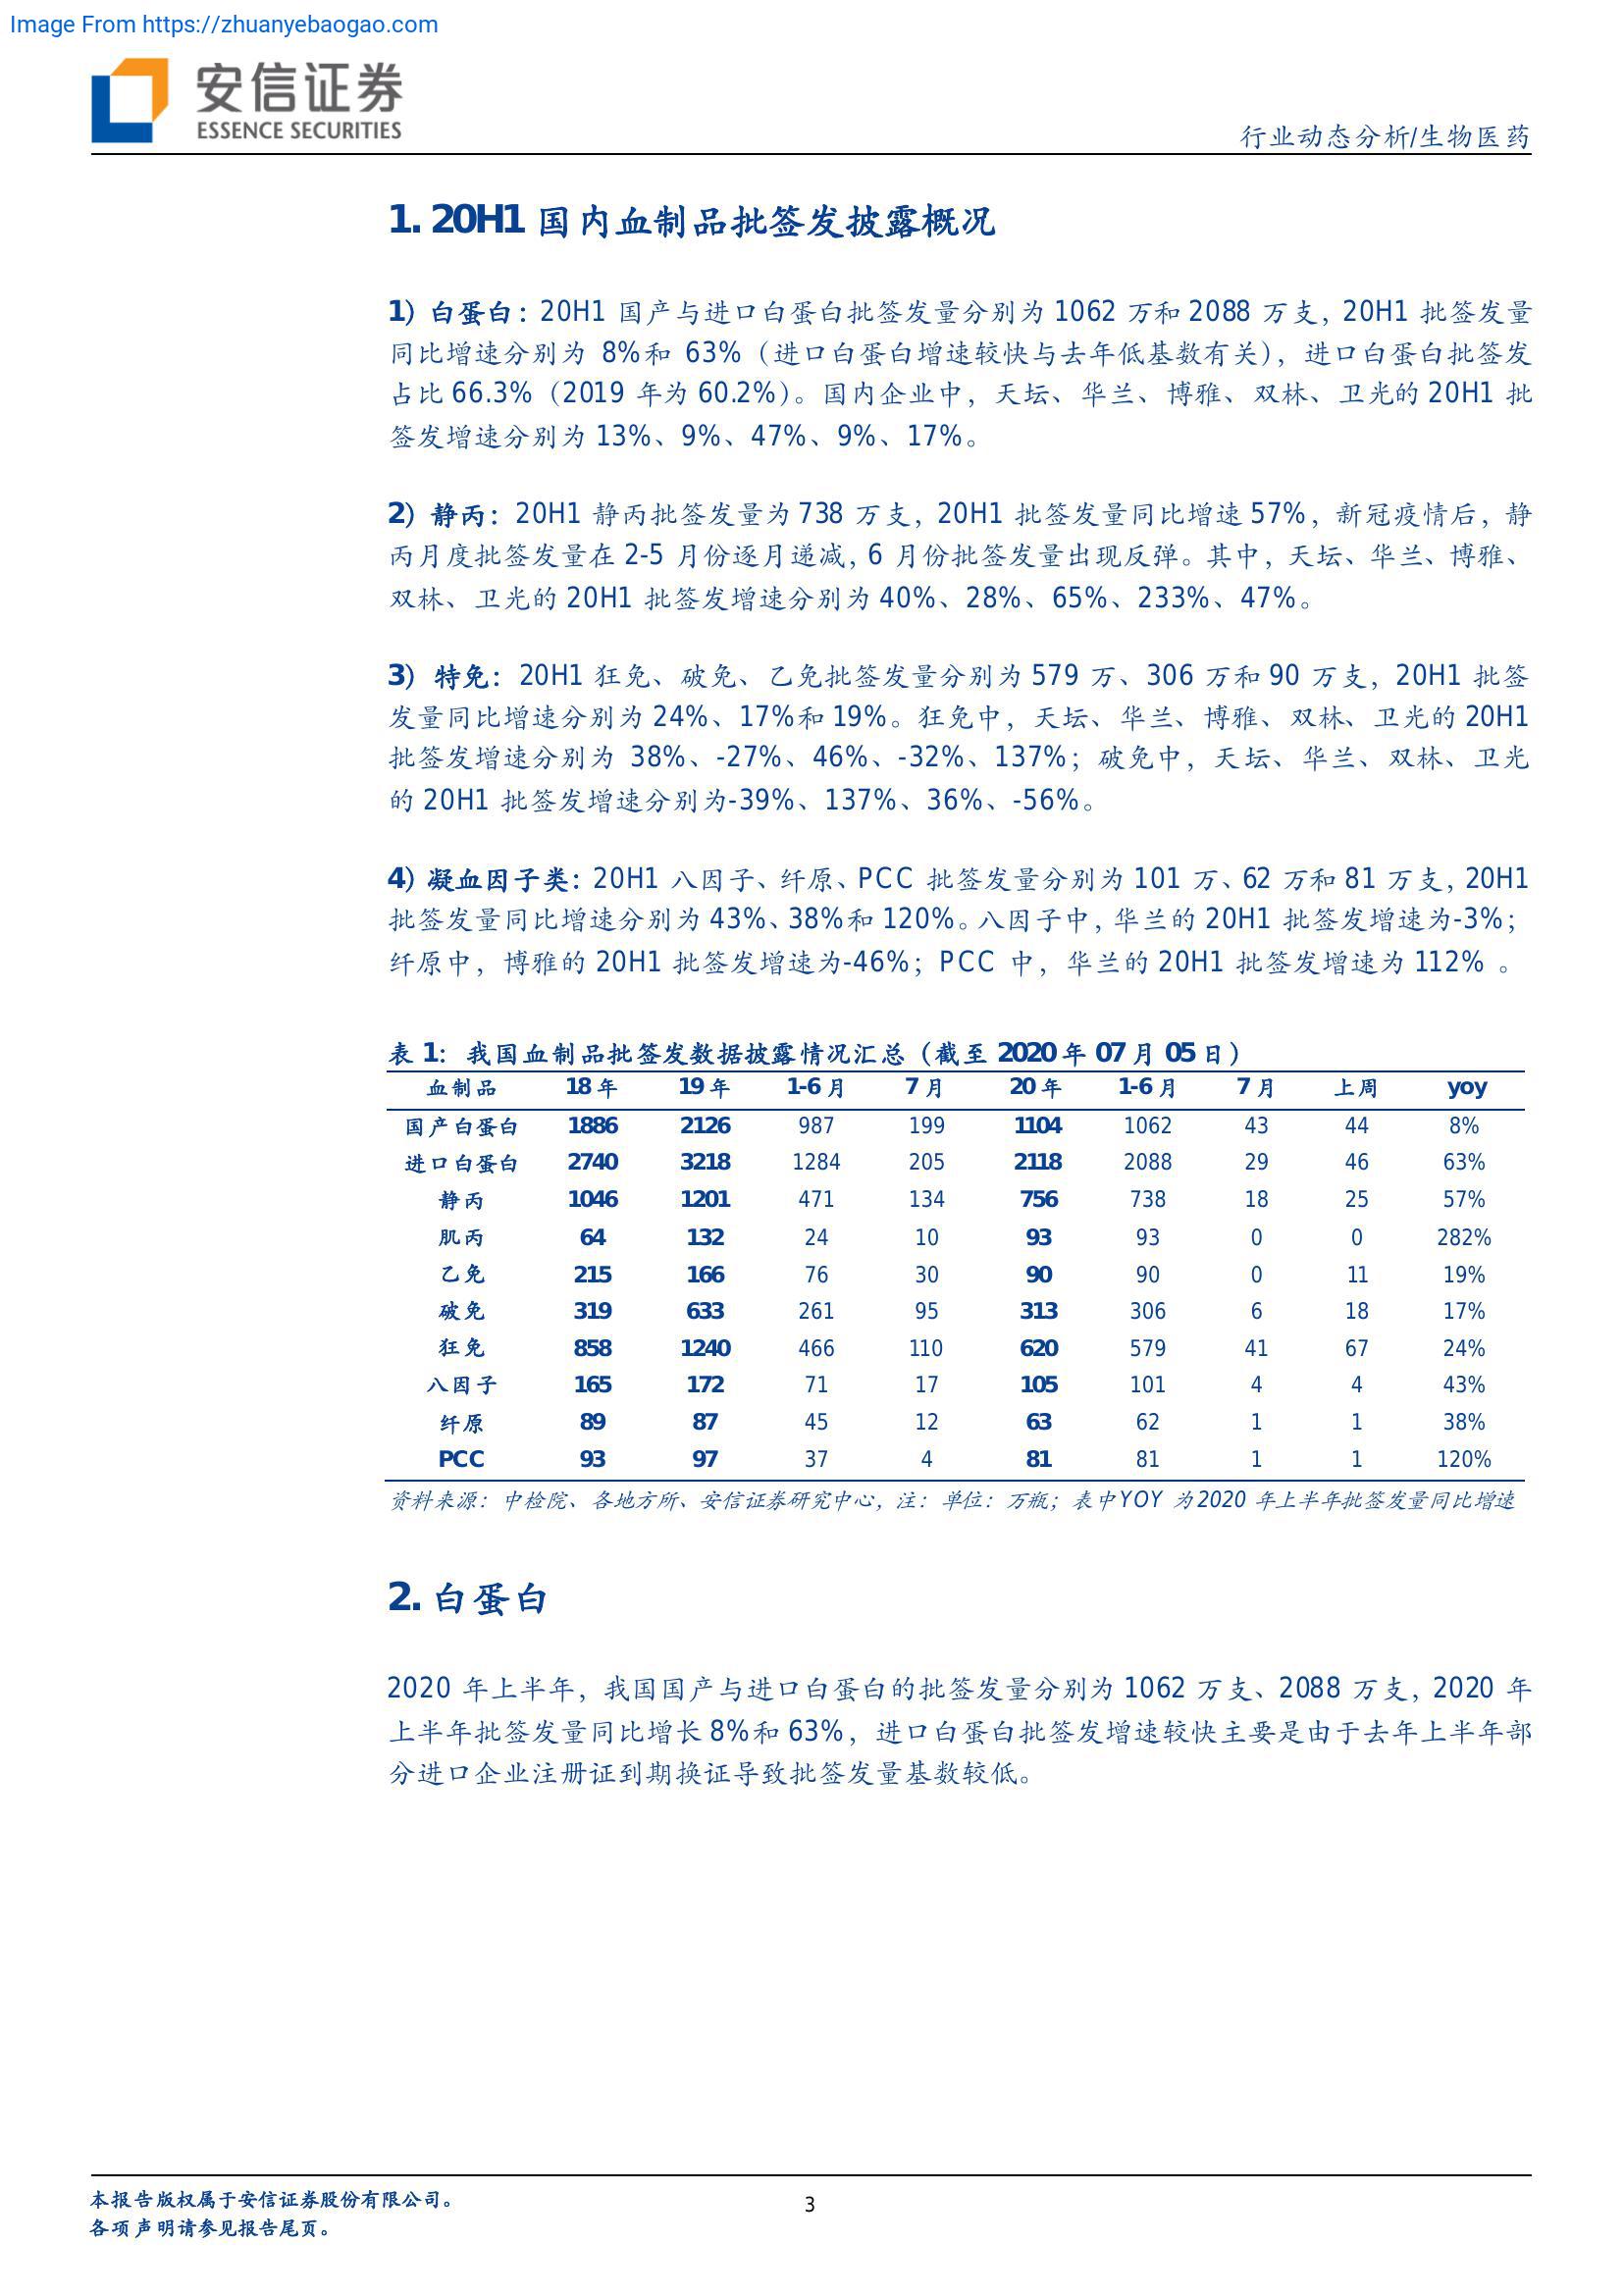 Image From https://zhuanyebaogao.com
安信证券
ESSENCE SECURITIES
行业动态分析/生物医药
1. 20H1 国内血制品批签发披露概况
1）白蛋白：20H1 国产与进口白蛋白批签发量分别为 1062 万和 2088 万支，20H1 批签发量
同比增速分别为 8%和 63%（进口白蛋白增速较快与去年低基数有关），进口白蛋白批签发
占比 66.3%（2019 年为 60.2%）。国内企业中，天坛、华兰、博雅、双林、卫光的 20H1 批
签发增速分别为 13%、9%、47%、9%、17%。
2）静丙：20H1 静丙批签发量为 738 万支，20H1 批签发量同比增速 57%，新冠疫情后，静
丙月度批签发量在 2-5 月份逐月递减，6 月份批签发量出现反弹。其中，天坛、华兰、博雅、
双林、卫光的 20H1 批签发增速分别为 40%、28%、65%、233%、47%。
3）特免：20H1 狂免、破免、乙免批签发量分别为 579 万、306 万和 90 万支，20H1 批签
发量同比增速分别为 24%、17%和 19%。狂免中，天坛、华兰、博雅、双林、卫光的 20H1
批签发增速分别为 38%、-27%、46%、-32%、137%；破免中，天坛、华兰、双林、卫光
的 20H1 批签发增速分别为-39%、137%、36%、-56%。
4）凝血因子类：20H1 八因子、纤原、PCC 批签发量分别为 101 万、62 万和 81 万支，20H1
批签发量同比增速分别为 43%、38%和 120%。八因子中，华兰的 20H1 批签发增速为-3%；
纤原中，博雅的 20H1 批签发增速为-46%；PCC 中，华兰的 20H1 批签发增速为 112% 。
表 1：我国血制品批签发数据披露情况汇总（截至 2020 年 07 月 05 日）
血制品 18 年 19 年 1-6 月 7 月 20 年 1-6 月 7 月 上周 yoy
国产白蛋白 1886 2126 987 199 1104 1062 43 44 8%
进口白蛋白 2740 3218 1284 205 2118 2088 29 46 63%
静丙 1046 1201 471 134 756 738 18 25 57%
肌丙 64 132 24 10 93 93 0 0 282%
乙免 215 166 76 30 90 90 0 11 19%
破免 319 633 261 95 313 306 6 18 17%
狂免 858 1240 466 110 620 579 41 67 24%
八因子 165 172 71 17 105 101 4 4 43%
纤原 89 87 45 12 63 62 1 1 38%
PCC 93 97 37 4 81 81 1 1 120%
资料来源：中检院、各地方所、安信证券研究中心，注：单位：万瓶；表中 YOY 为 2020 年上半年批签发量同比增速
2. 白蛋白
2020 年上半年，我国国产与进口白蛋白的批签发量分别为 1062 万支、2088 万支，2020 年
上半年批签发量同比增长 8%和 63%，进口白蛋白批签发增速较快主要是由于去年上半年部
分进口企业注册证到期换证导致批签发量基数较低。
本报告版权属于安信证券股份有限公司。
3
各项声明请参见报告尾页。